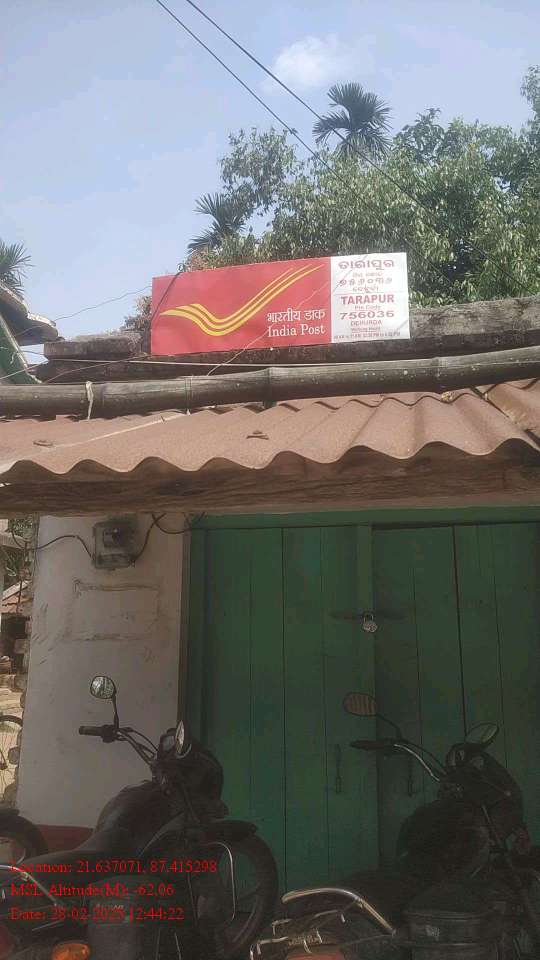 भारतीय डाक
India Post
ତାରାପୁର
ପିନ୍ କୋଡ
୭୫୬୦୩୬
ଦେହୁର୍ଦା
TARAPUR
Pin Code
756036
DEHURDA
Location: 21.637071, 87.415298
MSL Altitude(M): -62.06
Date: 28-02-2025 12:44:22